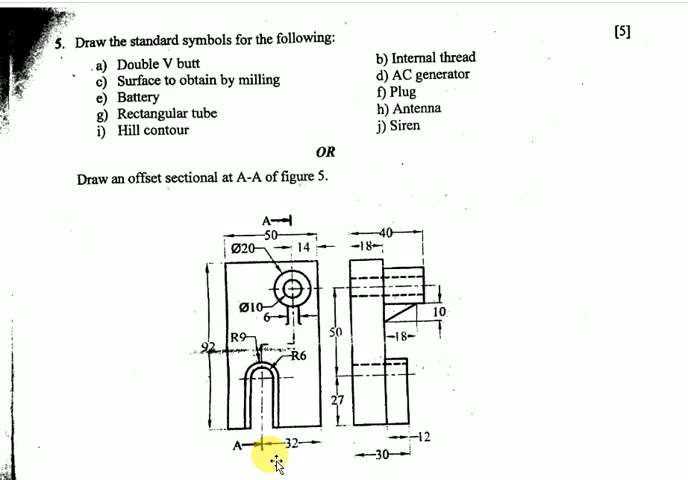 5. Draw the standard symbols for the following: [5]
a) Double V butt
b) Internal thread
c) Surface to obtain by milling
d) AC generator
e) Battery
f) Plug
g) Rectangular tube
h) Antenna
i) Hill contour
j) Siren
OR
Draw an offset sectional at A-A of figure 5.
A
50
40
Ø20
14
18
Ø10
6
10
R9
50
18
92
R6
27
A
32
12
30